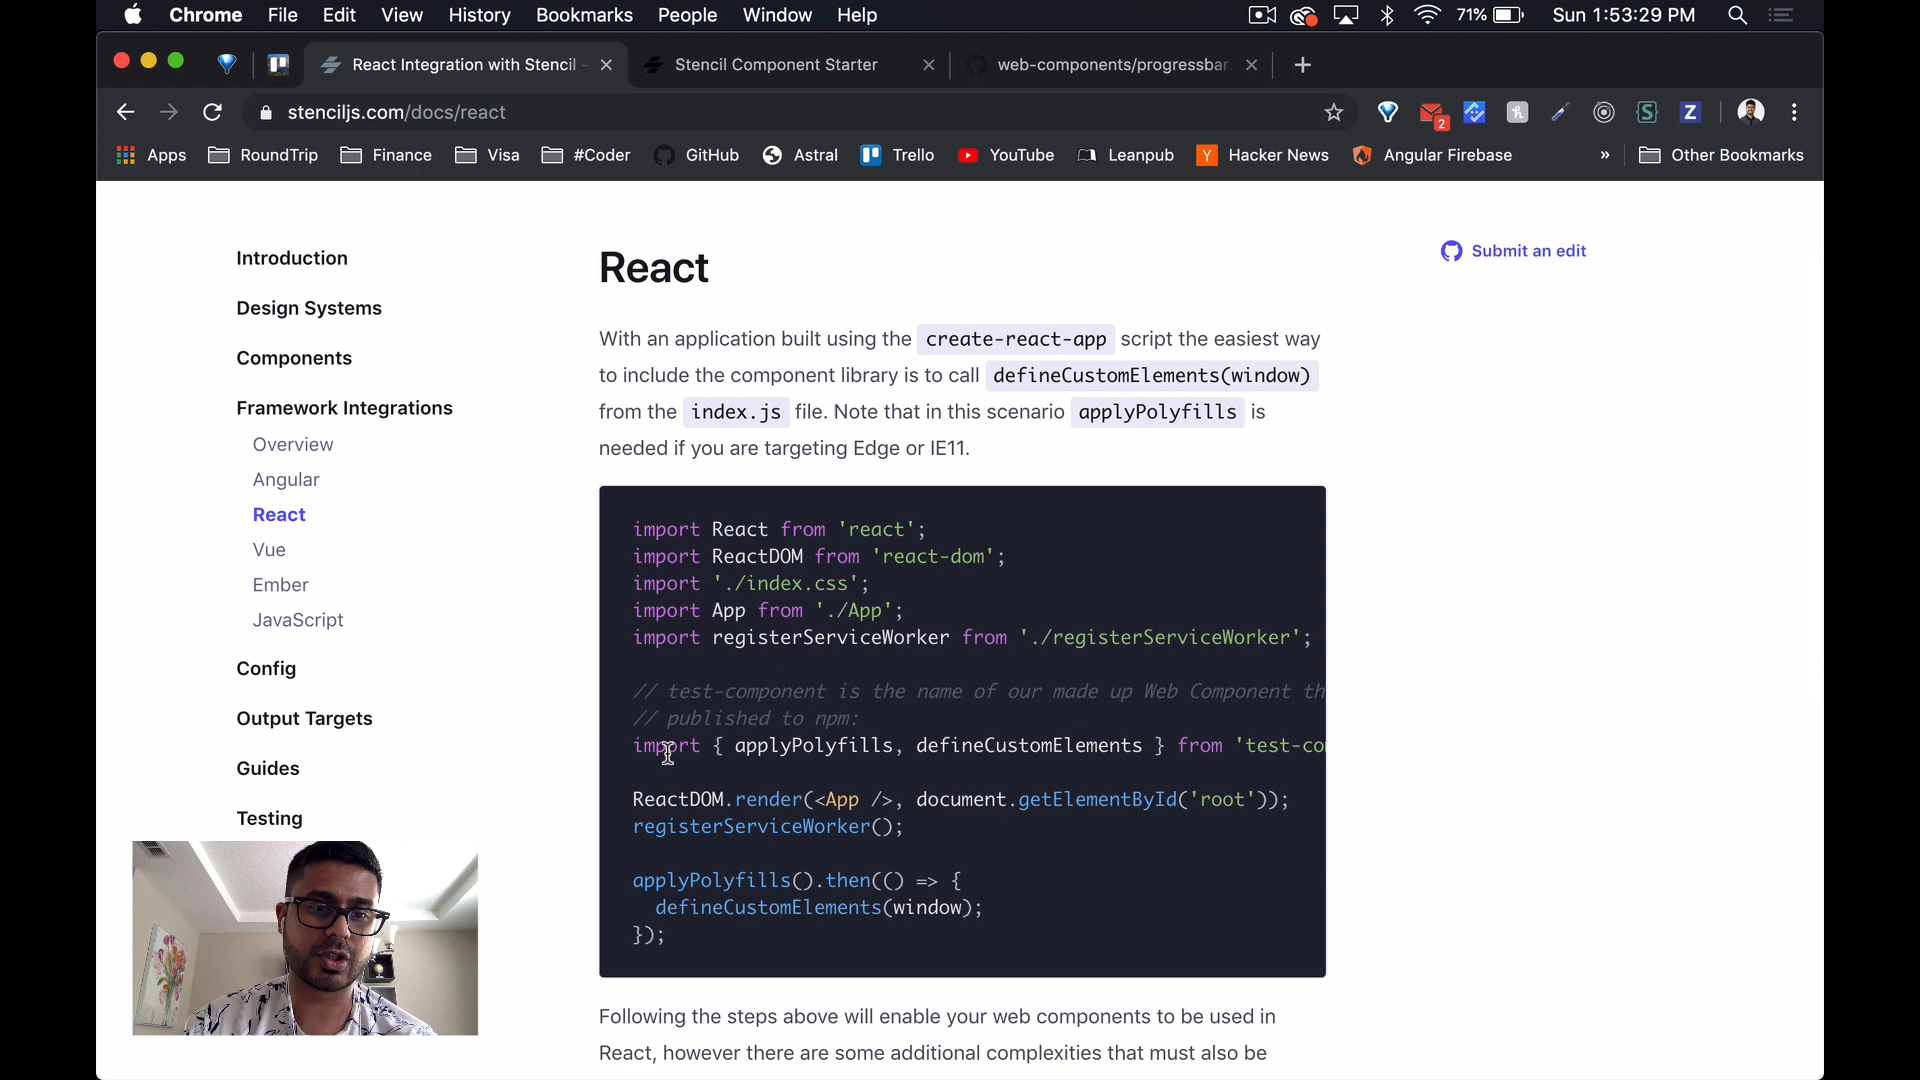 Chrome File Edit View History Bookmarks People Window Help 71% Sun 1:53:29 PM
React Integration with Stencil - Stencil Component Starter web-components/progressbar
stenciljs.com/docs/react 2
Apps RoundTrip Finance Visa #Coder GitHub Astral Trello YouTube Leanpub Hacker News Angular Firebase » Other Bookmarks
Introduction
Design Systems
Components
Framework Integrations
Overview
Angular
React
Vue
Ember
JavaScript
Config
Output Targets
Guides
Testing
React
With an application built using the create-react-app script the easiest way
to include the component library is to call defineCustomElements(window)
from the index.js file. Note that in this scenario applyPolyfills is
needed if you are targeting Edge or IE11.
import React from 'react';
import ReactDOM from 'react-dom';
import './index.css';
import App from './App';
import registerServiceWorker from './registerServiceWorker';
// test-component is the name of our made up Web Component th
// published to npm:
import { applyPolyfills, defineCustomElements } from 'test-co
ReactDOM.render(<App />, document.getElementById('root'));
registerServiceWorker();
applyPolyfills().then(() => {
defineCustomElements(window);
});
Following the steps above will enable your web components to be used in
React, however there are some additional complexities that must also be
Submit an edit